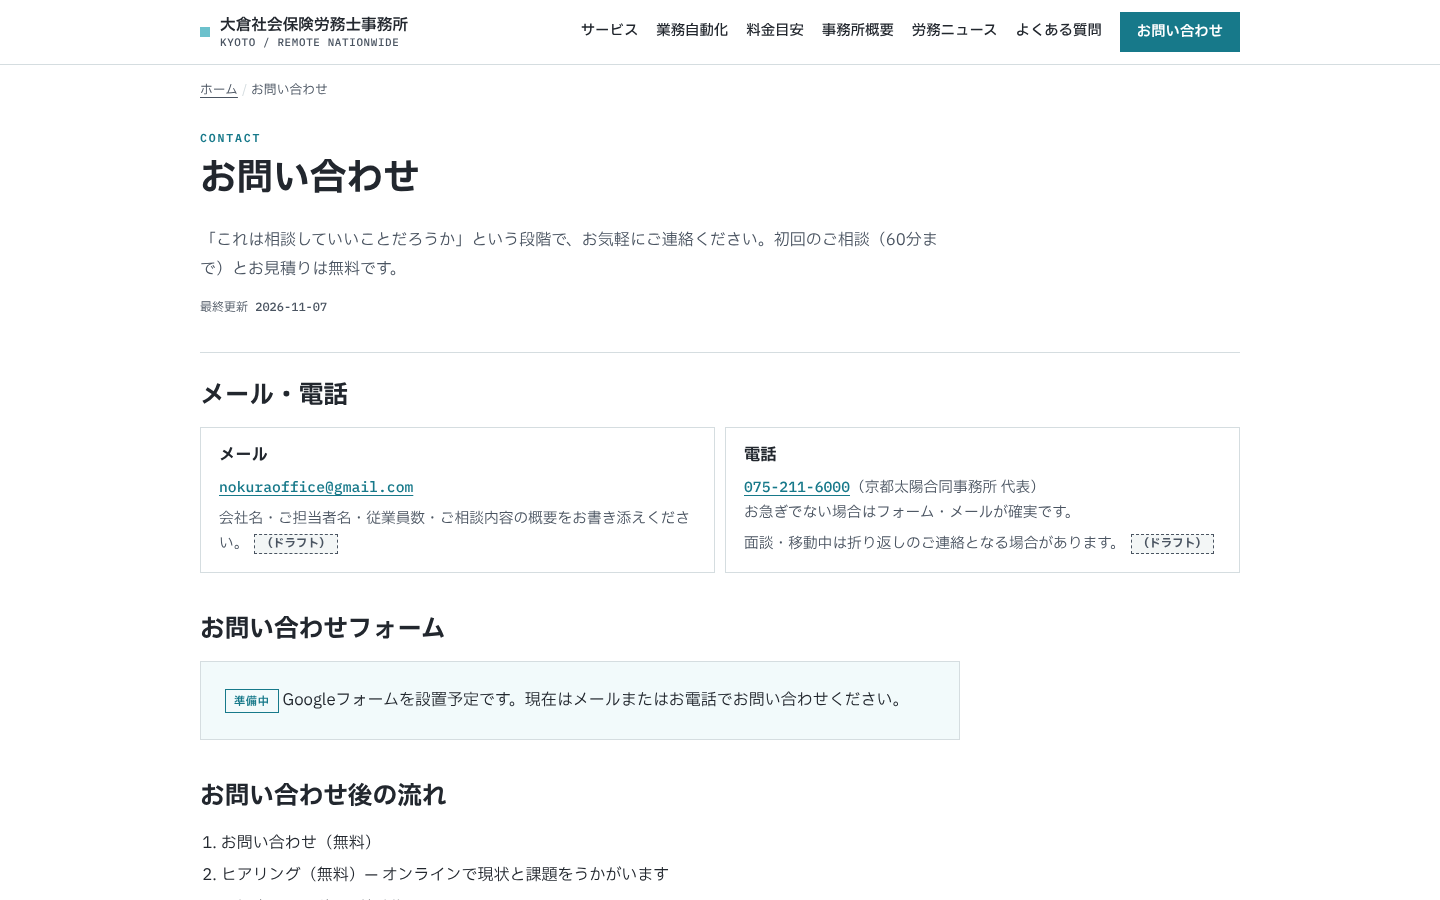 大倉社会保険労務士事務所
KYOTO / REMOTE NATIONWIDE
サービス 業務自動化 料金目安 事務所概要 労務ニュース よくある質問 お問い合わせ
ホーム / お問い合わせ
CONTACT
お問い合わせ
「これは相談していいことだろうか」という段階で、お気軽にご連絡ください。初回のご相談（60分ま
で）とお見積りは無料です。
最終更新 2026-11-07
メール・電話
メール
nokuraoffice@gmail.com
会社名・ご担当者名・従業員数・ご相談内容の概要をお書き添えくださ
い。 （ドラフト）
電話
075-211-6000（京都太陽合同事務所 代表）
お急ぎでない場合はフォーム・メールが確実です。
面談・移動中は折り返しのご連絡となる場合があります。 （ドラフト）
お問い合わせフォーム
準備中 Googleフォームを設置予定です。現在はメールまたはお電話でお問い合わせください。
お問い合わせ後の流れ
1. お問い合わせ（無料）
2. ヒアリング（無料）— オンラインで現状と課題をうかがいます